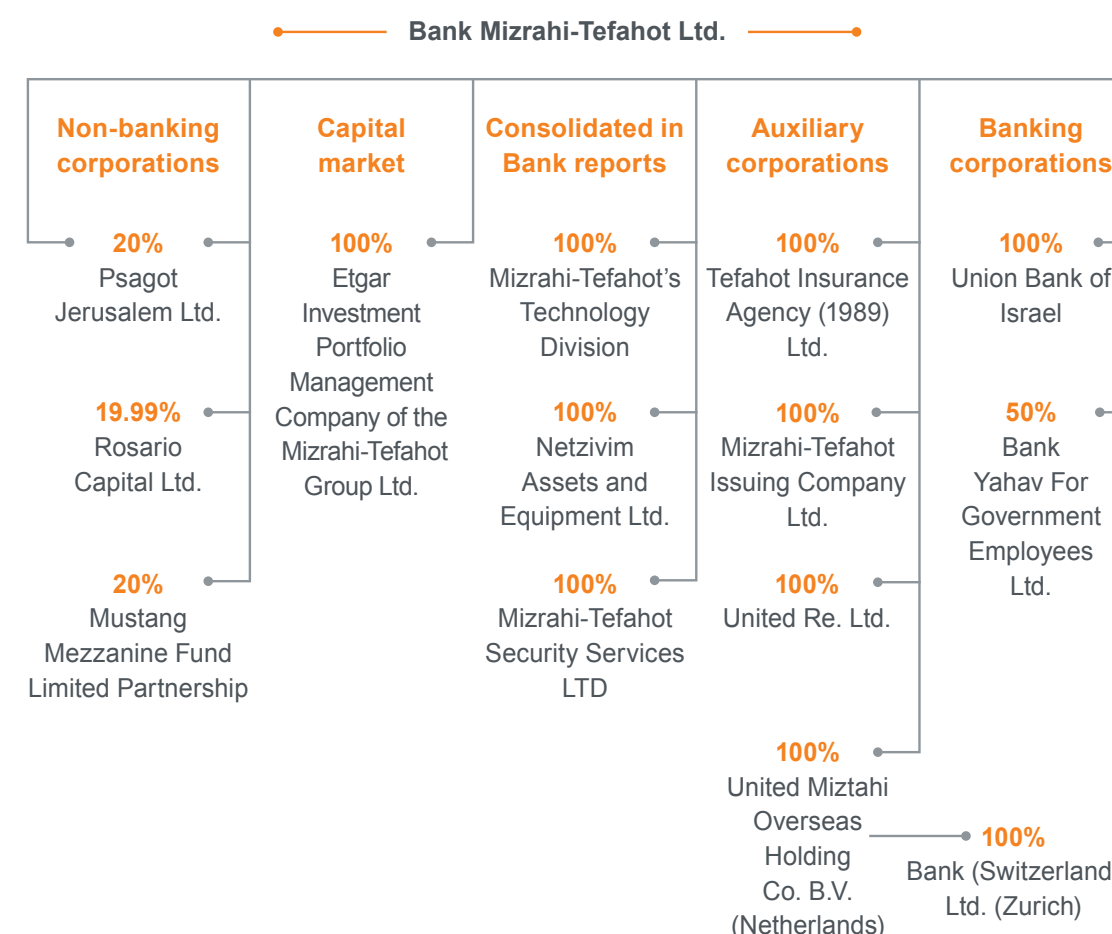 Bank Mizrahi-Tefahot Ltd.
Non-banking
corporations
20%
Psagot
Jerusalem Ltd.
19.99%
Rosario
Capital Ltd.
20%
Mustang
Mezzanine Fund
Limited Partnership
Capital
market
100%
Etgar
Investment
Portfolio
Management
Company of the
Mizrahi-Tefahot
Group Ltd.
Consolidated in
Bank reports
100%
Mizrahi-Tefahot's
Technology
Division
100%
Netzivim
Assets and
Equipment Ltd.
100%
Mizrahi-Tefahot
Security Services
LTD
Auxiliary
corporations
100%
Tefahot Insurance
Agency (1989)
Ltd.
100%
Mizrahi-Tefahot
Issuing Company
Ltd.
100%
United Re. Ltd.
100%
United Miztahi
Overseas
Holding
Co. B.V.
(Netherlands)
Banking
corporations
100%
Union Bank of
Israel
50%
Bank
Yahav For
Government
Employees
Ltd.
100%
Bank (Switzerland
Ltd. (Zurich)